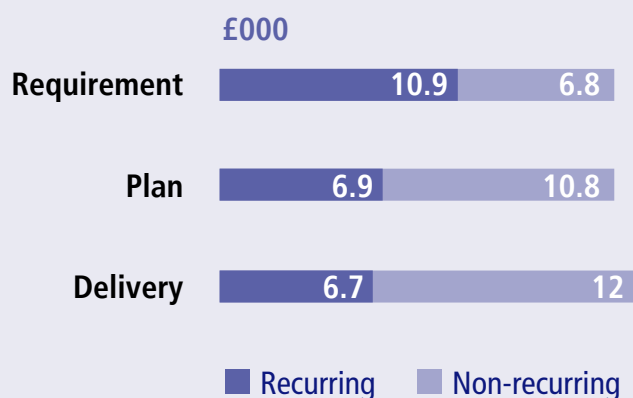 £000
Requirement 10.9 6.8
Plan 6.9 10.8
Delivery 6.7 12
Recurring Non-recurring